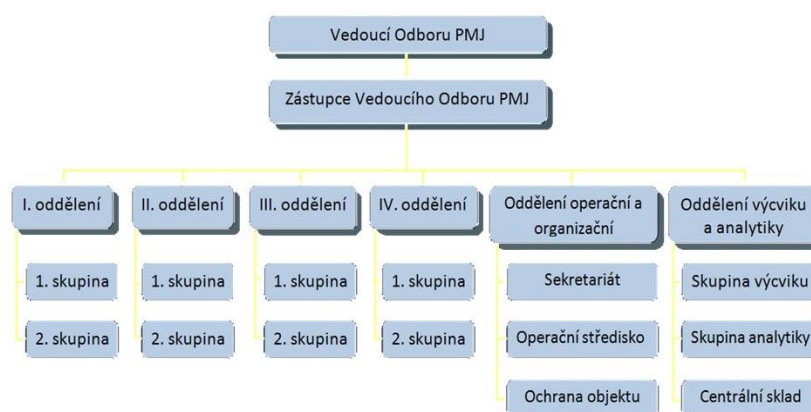 Vedoucí Odboru PMJ
Zástupce Vedoucího Odboru PMJ
I. oddělení
II. oddělení
III. oddělení
IV. oddělení
Oddělení operační a
organizační
Oddělení výcviku
a analytiky
1. skupina
1. skupina
1. skupina
1. skupina
Sekretariát
Skupina výcviku
2. skupina
2. skupina
2. skupina
2. skupina
Operační středisko
Skupina analytiky
Ochrana objektu
Centrální sklad